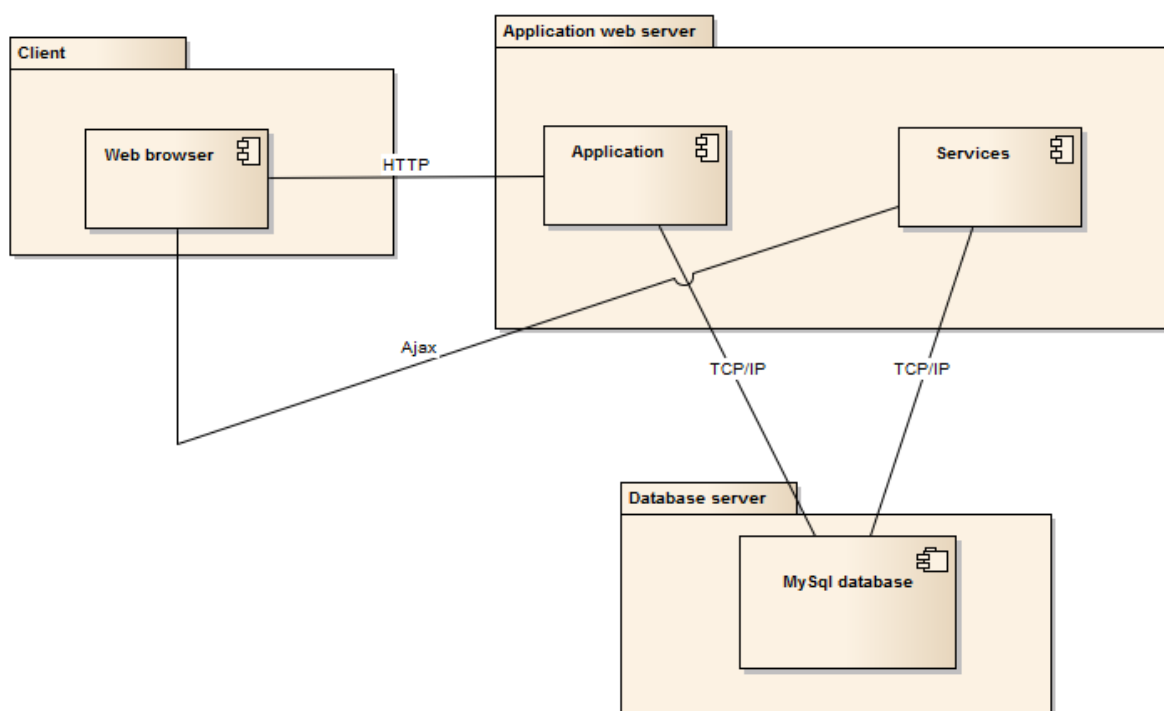 Client
Application web server
Web browser
HTTP
Application
Services
Ajax
TCP/IP
TCP/IP
Database server
MySql database